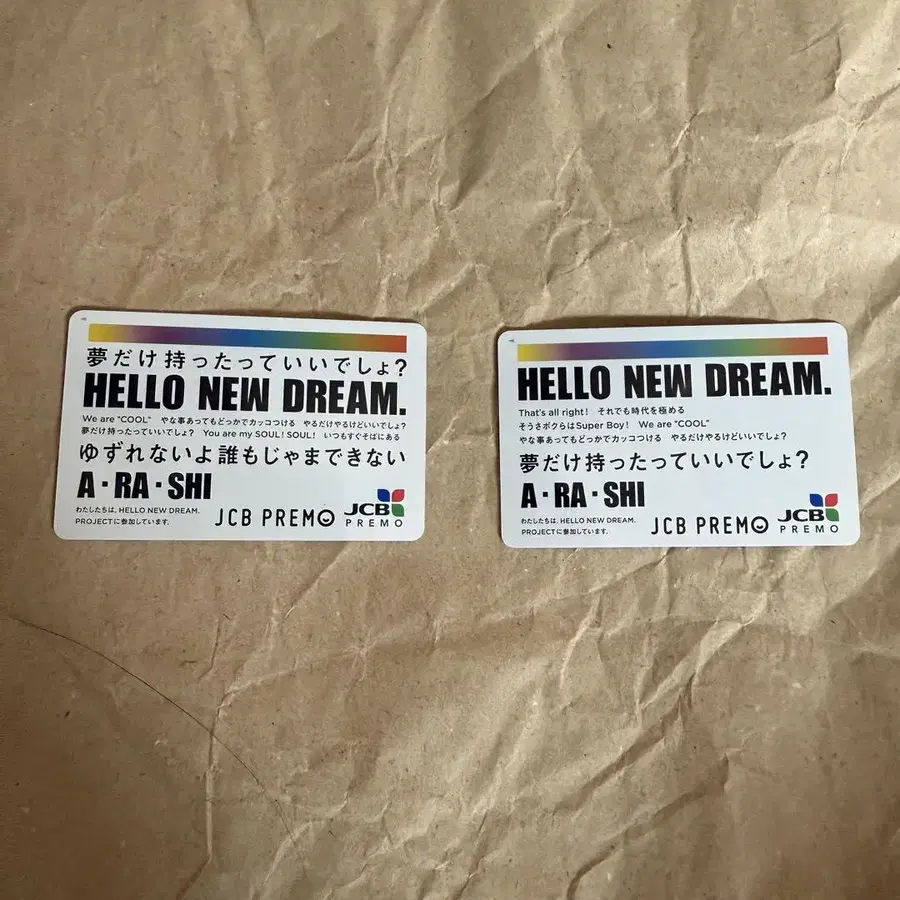 夢だけ持ったっていいでしょ?
HELLO NEW DREAM.
We are "COOL" やな事あってもどっかでカッコつける やるだけやるけどいいでしょ?
夢だけ持ったっていいでしょ? You are my SOUL! SOUL! いつもすぐそばにある
ゆずれないよ誰もじゃまできない
A・RA・SHI
わたしたちは、HELLO NEW DREAM.
PROJECTに参加しています。
JCB PREMO
JCB
PREMO
HELLO NEW DREAM.
That's all right! それでも時代を極める
そうさボクらはSuper Boy! We are "COOL"
やな事あってもどっかでカッコつける やるだけやるけどいいでしょ?
夢だけ持ったっていいでしょ?
A・RA・SHI
わたしたちは、HELLO NEW DREAM.
PROJECTに参加しています。
JCB PREMO
JCB
PREMO